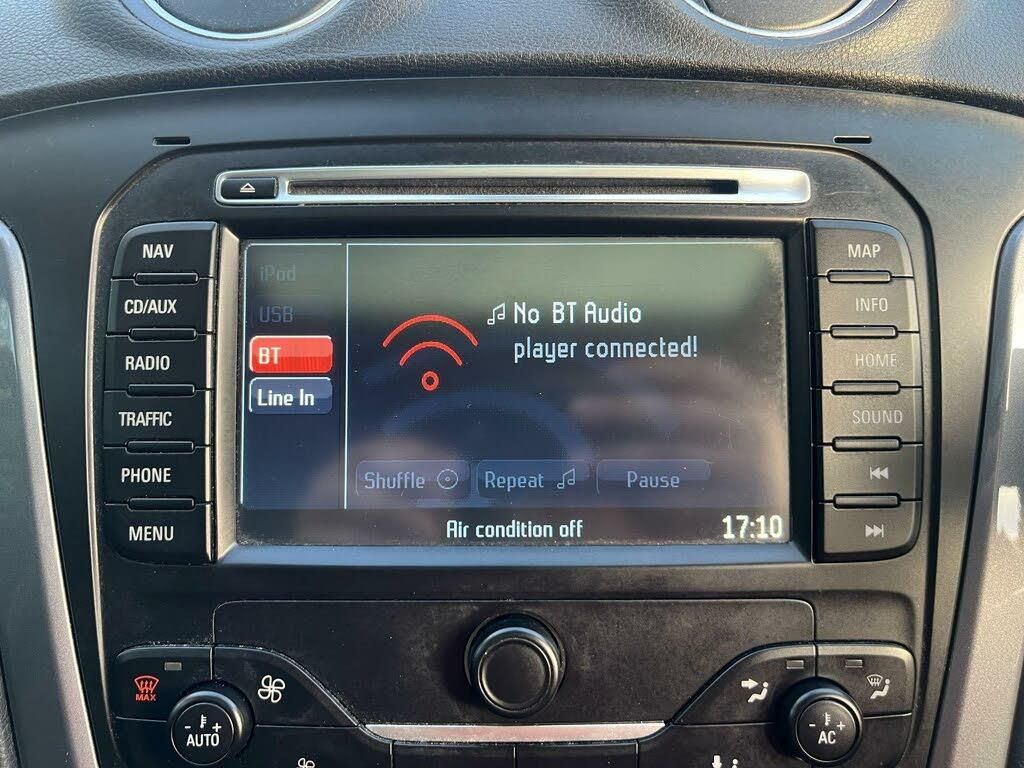 NAV
CD/AUX
RADIO
TRAFFIC
PHONE
MENU
iPod
USB
BT
Line In
No BT Audio
player connected!
Shuffle
Repeat
Pause
Air condition off
17:10
MAP
INFO
HOME
SOUND
MAX
- +
AUTO
- +
AC